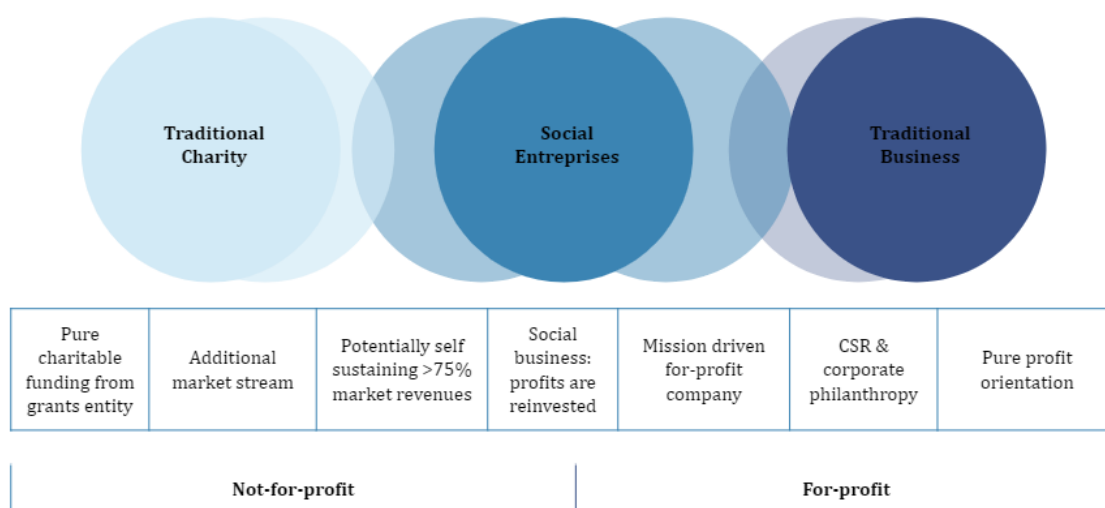 Traditional
Charity
Social
Entreprises
Traditional
Business
Pure
charitable
funding from
grants entity
Additional
market stream
Potentially self
sustaining >75%
market revenues
Social
business:
profits are
reinvested
Mission driven
for-profit
company
CSR &
corporate
philanthropy
Pure profit
orientation
Not-for-profit
For-profit